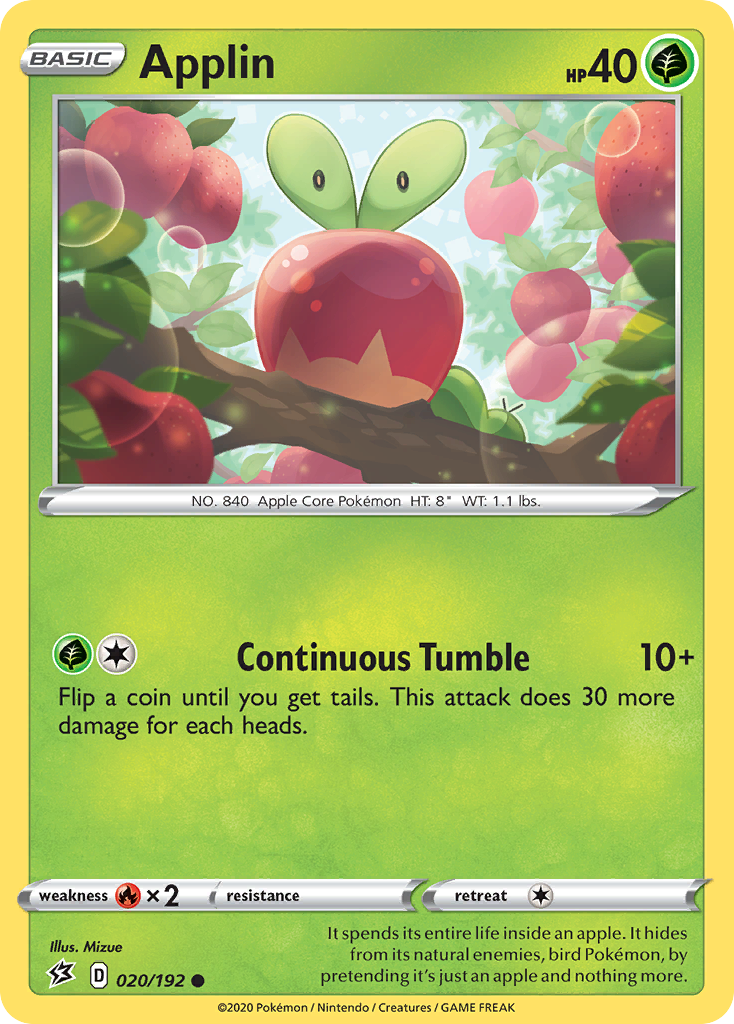 BASIC Applin HP40
NO. 840 Apple Core Pokémon HT: 8" WT: 1.1 lbs.
Continuous Tumble 10+
Flip a coin until you get tails. This attack does 30 more
damage for each heads.
weakness ×2 resistance retreat
It spends its entire life inside an apple. It hides
from its natural enemies, bird Pokémon, by
pretending it's just an apple and nothing more.
Illus. Mizue
D 020/192
©2020 Pokémon / Nintendo / Creatures / GAME FREAK